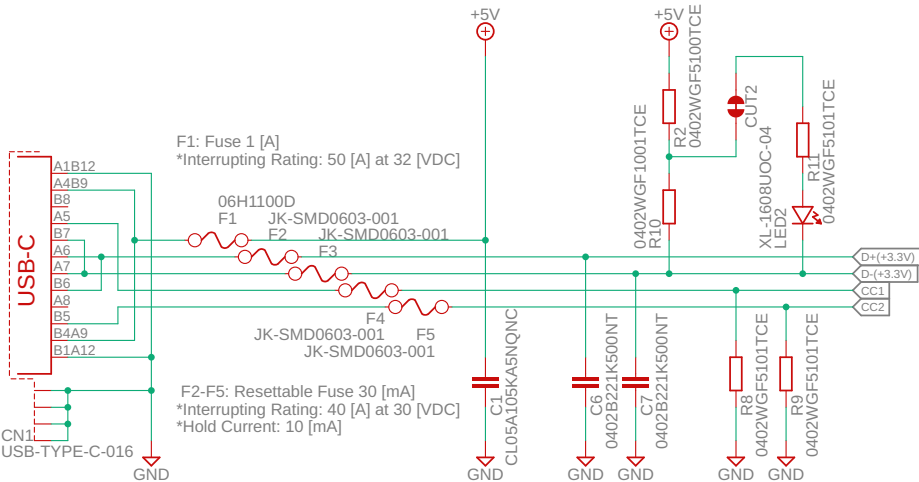 +5V
+5V
F1: Fuse 1 [A]
*Interrupting Rating: 50 [A] at 32 [VDC]
06H1100D
F1
JK-SMD0603-001
F2
JK-SMD0603-001
F3
F4
JK-SMD0603-001
F5
JK-SMD0603-001
F2-F5: Resettable Fuse 30 [mA]
*Interrupting Rating: 40 [A] at 30 [VDC]
*Hold Current: 10 [mA]
USB-C
A1B12
A4B9
B8
A5
B7
A6
A7
B6
A8
B5
B4A9
B1A12
CN1
USB-TYPE-C-016
GND
C1
CL05A105KA5NQNC
GND
C6
0402B221K500NT
GND
C7
0402B221K500NT
GND
R2
0402WGF5100TCE
0402WGF1001TCE
R10
CUT2
R11
0402WGF5101TCE
XL-1608UOC-04
LED2
D+(+3.3V)
D-(+3.3V)
CC1
CC2
R8
0402WGF5101TCE
GND
R9
0402WGF5101TCE
GND